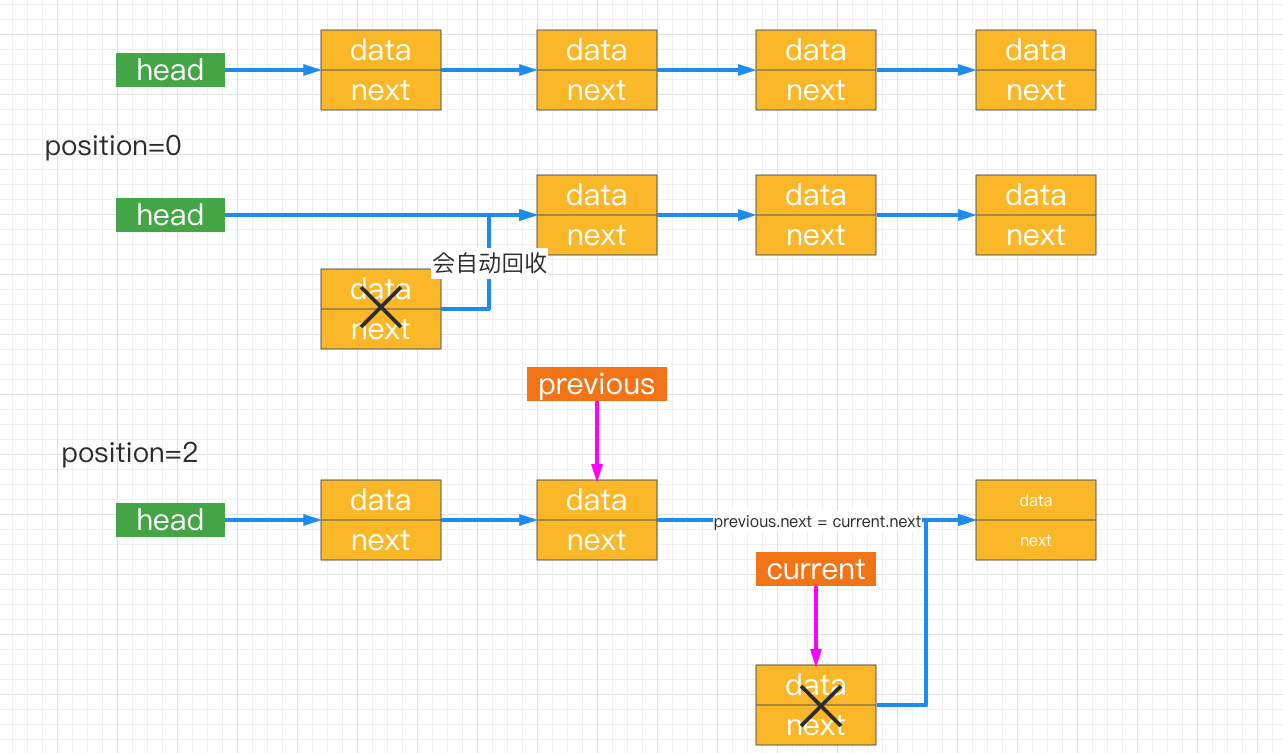 head
data
next
data
next
data
next
data
next
position=0
head
data
next
data
next
data
next
会自动回收
data
next
previous
position=2
head
data
next
data
next
previous.next = current.next
data
next
current
data
next